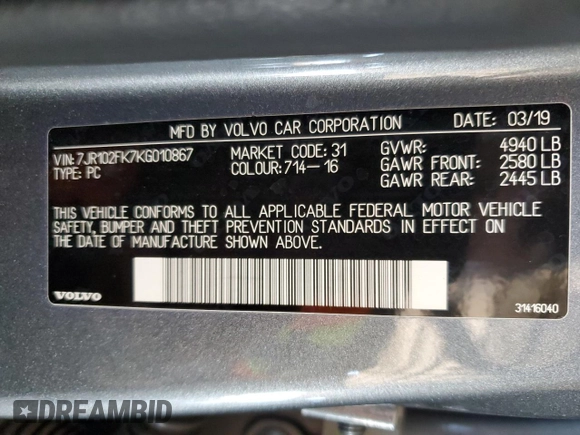 MFD BY VOLVO CAR CORPORATION DATE: 03/19
VIN: 7JR102FK7KG010867 MARKET CODE: 31 GVWR: 4940 LB
TYPE: PC COLOUR: 714-16 GAWR FRONT: 2580 LB
GAWR REAR: 2445 LB
THIS VEHICLE CONFORMS TO ALL APPLICABLE FEDERAL MOTOR VEHICLE
SAFETY, BUMPER AND THEFT PREVENTION STANDARDS IN EFFECT ON
THE DATE OF MANUFACTURE SHOWN ABOVE.
VOLVO 31416040
DREAMBID